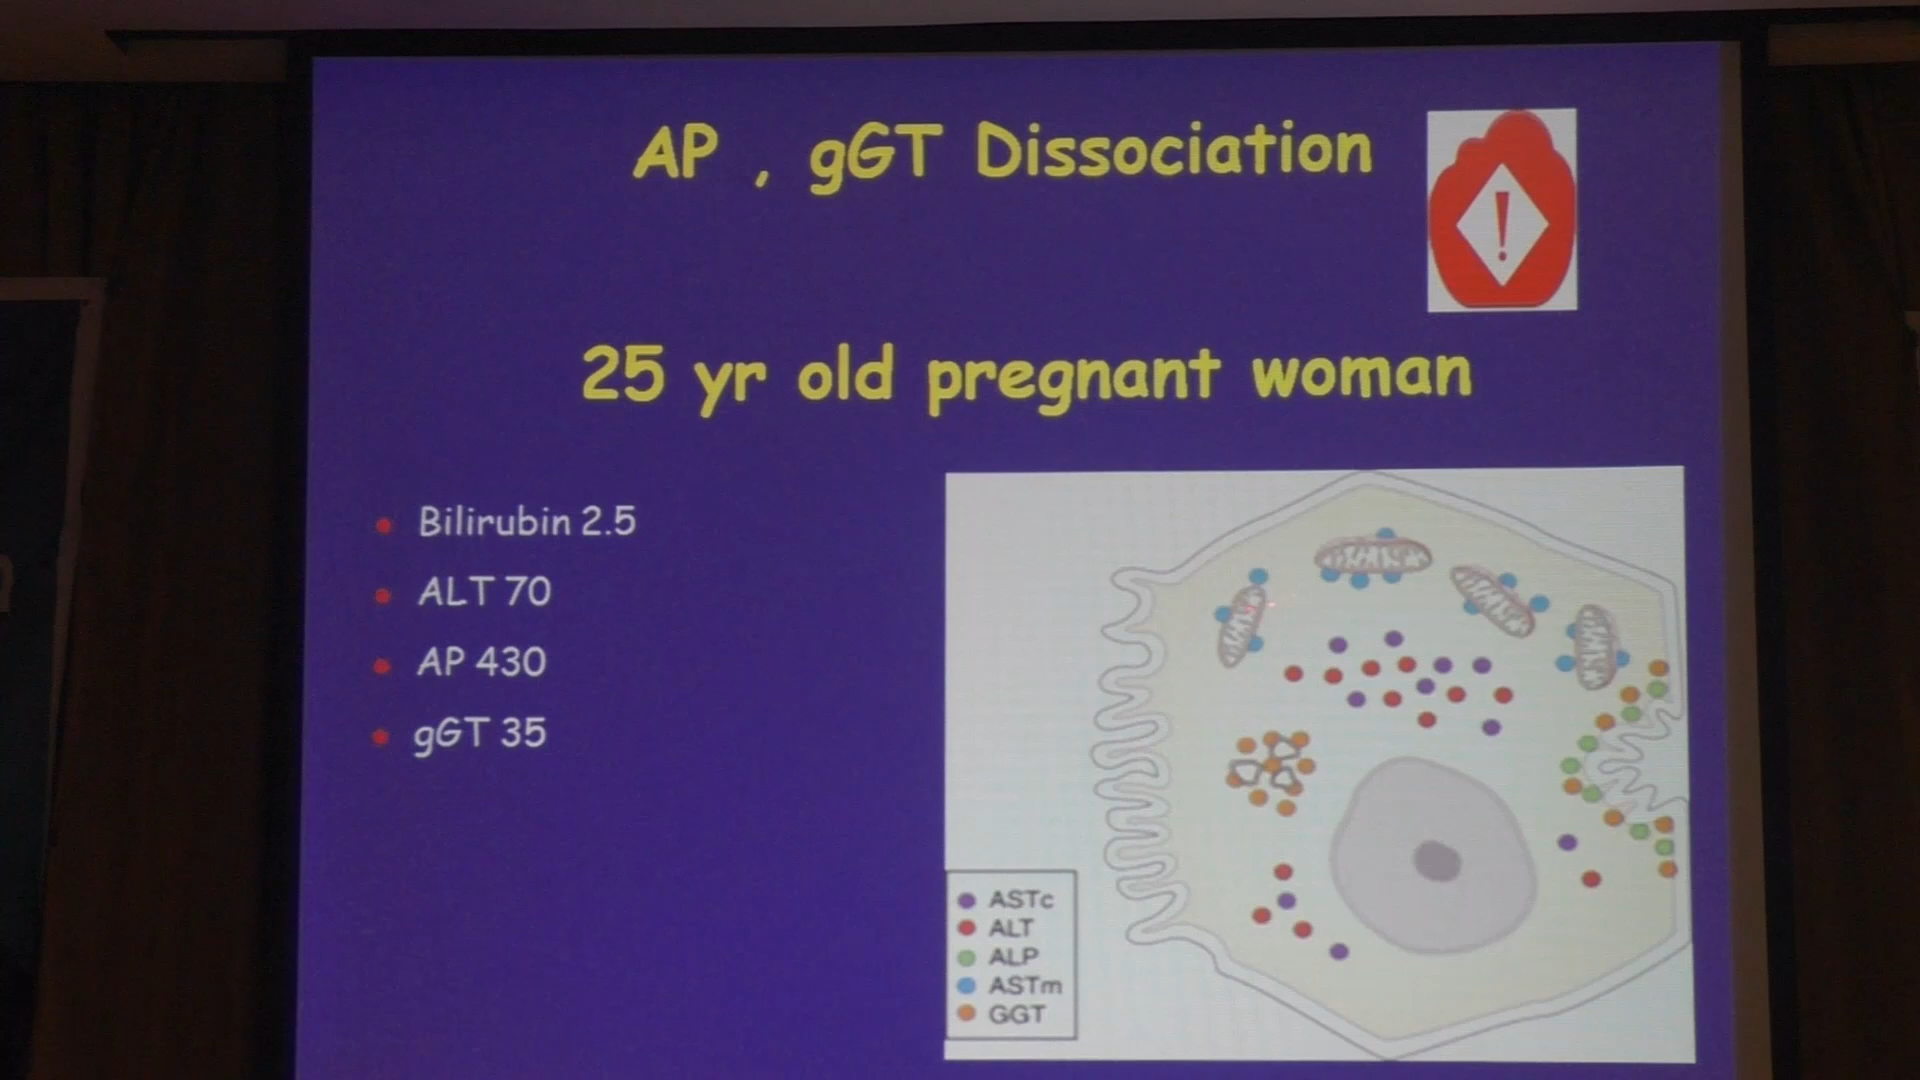 AP , gGT Dissociation
!
25 yr old pregnant woman
Bilirubin 2.5
ALT 70
AP 430
gGT 35
ASTc
ALT
ALP
ASTm
GGT